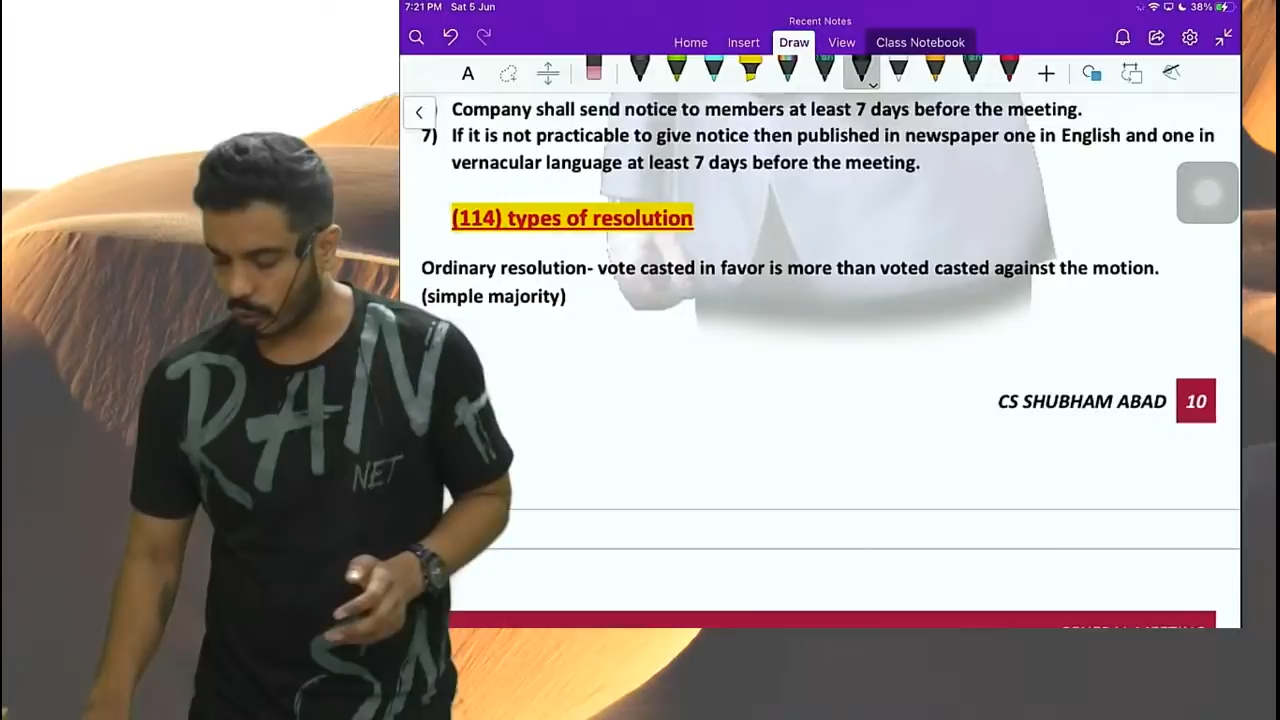 7:21 PM Sat 5 Jun
38%
Recent Notes
Home Insert Draw View Class Notebook
A
Company shall send notice to members at least 7 days before the meeting.
7) If it is not practicable to give notice then published in newspaper one in English and one in
vernacular language at least 7 days before the meeting.
(114) types of resolution
Ordinary resolution- vote casted in favor is more than voted casted against the motion.
(simple majority)
CS SHUBHAM ABAD 10
RAN
NET